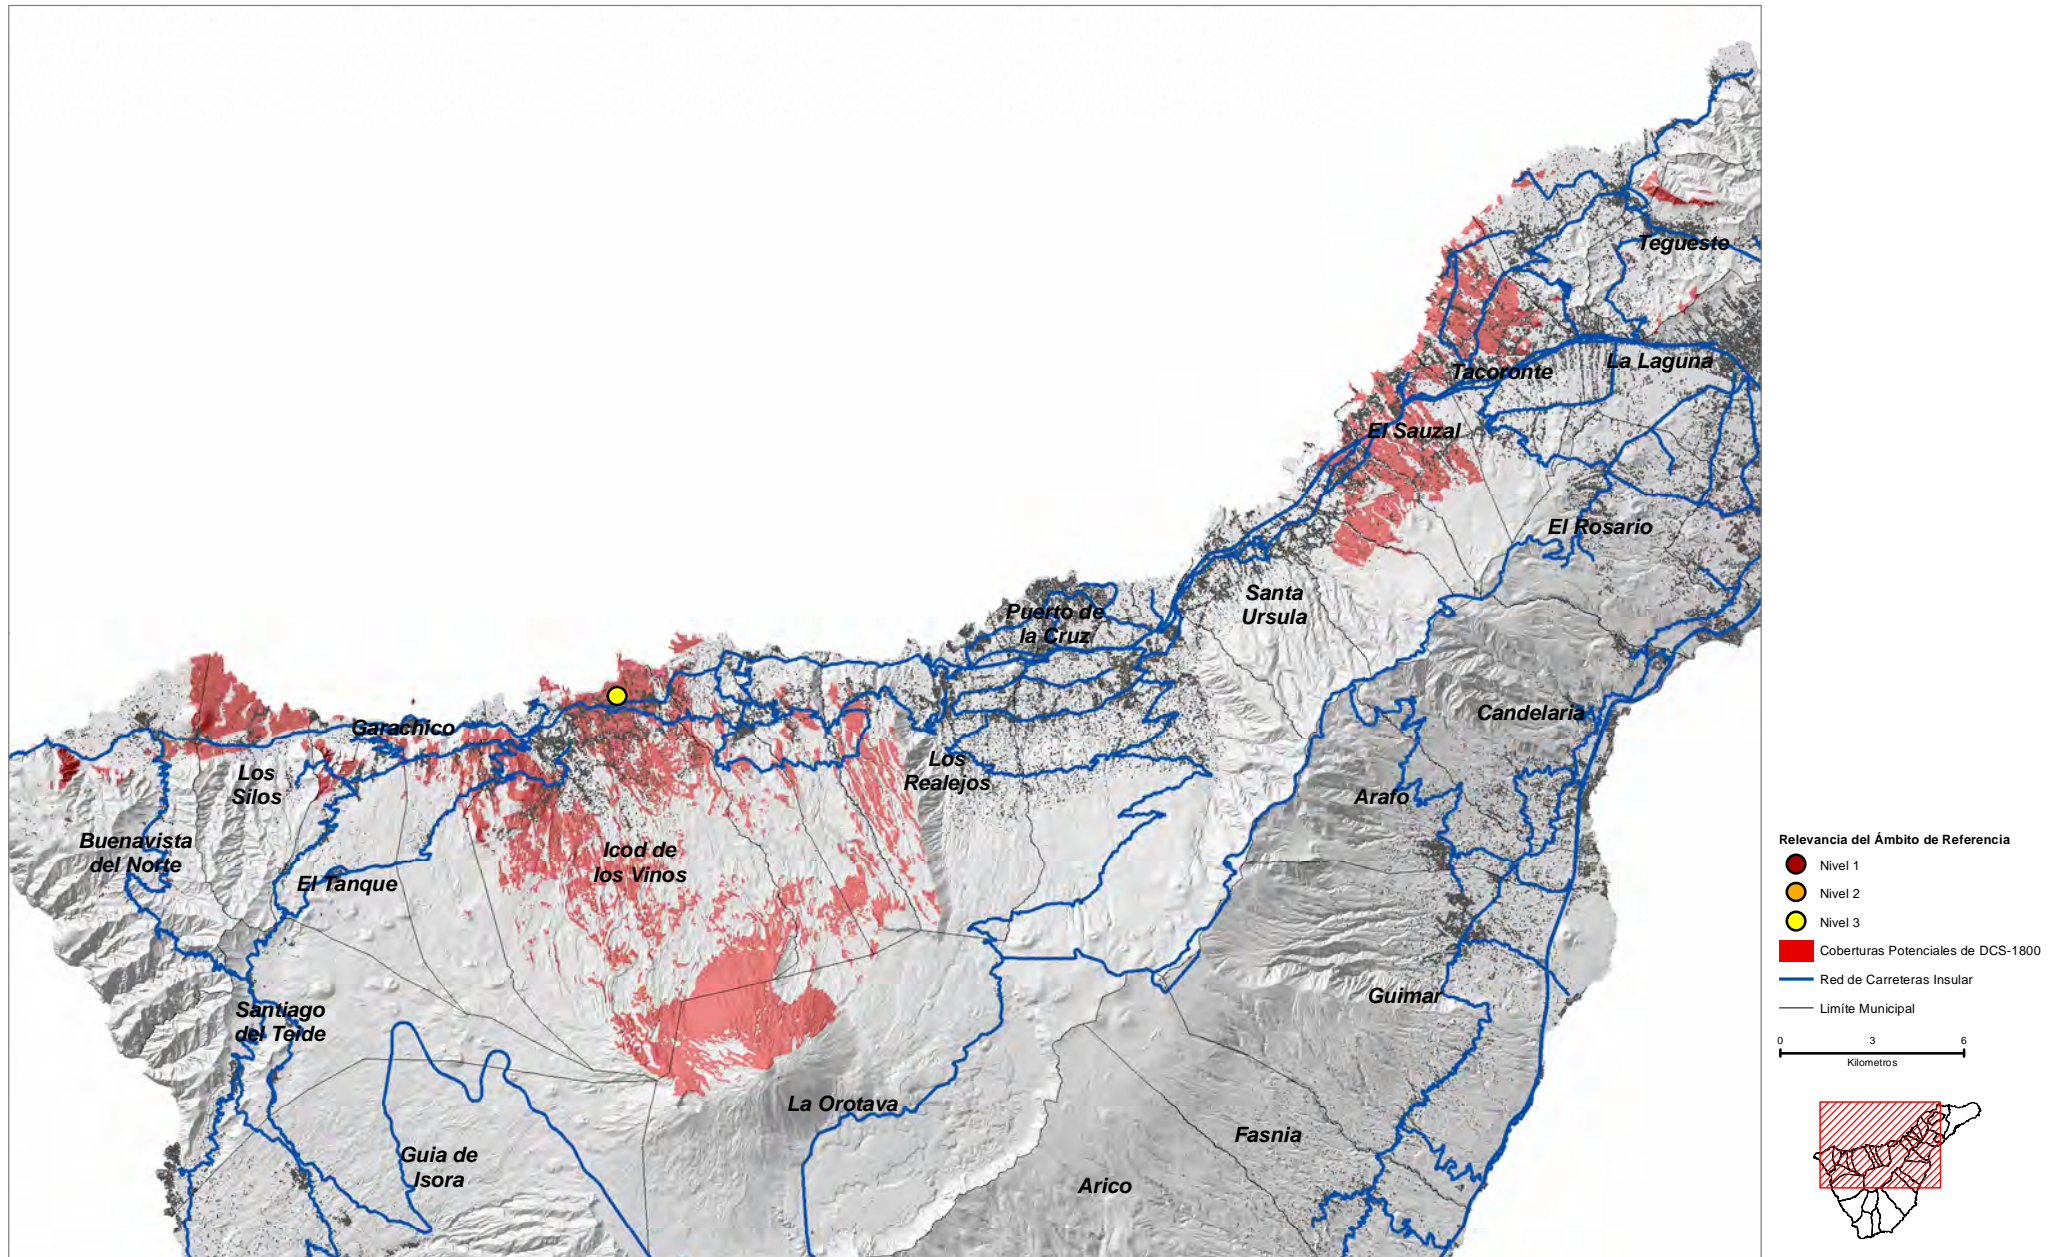 Tegueste
La Laguna
Tacoronte
El Sauzal
El Rosario
Santa
Ursula
Puerto de
la Cruz
Candelaria
Garachico
Los
Silos
Los
Realejos
Arafo
Buenavista
del Norte
Icod de
los Vinos
El Tanque
Guimar
Santiago
del Teide
La Orotava
Fasnia
Guia de
Isora
Arico
Relevancia del Ámbito de Referencia
Nivel 1
Nivel 2
Nivel 3
Coberturas Potenciales de DCS-1800
Red de Carreteras Insular
Limíte Municipal
0 3 6
Kilometros